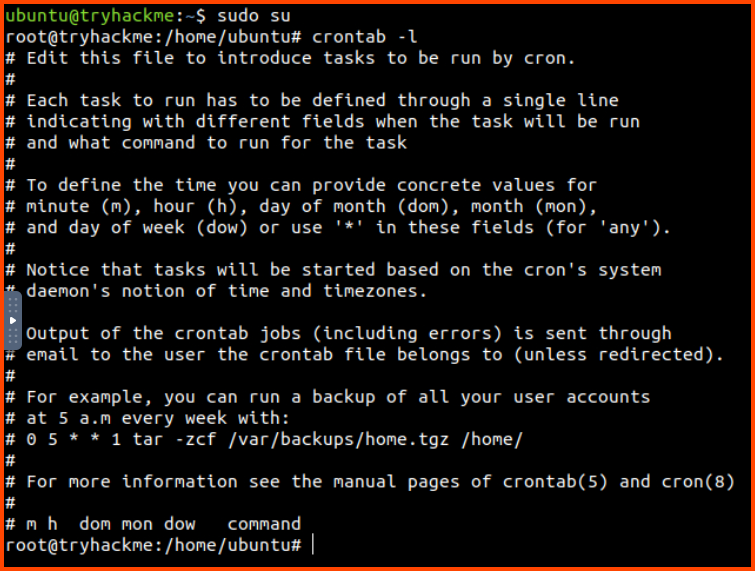 ubuntu@tryhackme:~$ sudo su
root@tryhackme:/home/ubuntu# crontab -l
# Edit this file to introduce tasks to be run by cron.
#
# Each task to run has to be defined through a single line
# indicating with different fields when the task will be run
# and what command to run for the task
#
# To define the time you can provide concrete values for
# minute (m), hour (h), day of month (dom), month (mon),
# and day of week (dow) or use '*' in these fields (for 'any').
#
# Notice that tasks will be started based on the cron's system
# daemon's notion of time and timezones.
Output of the crontab jobs (including errors) is sent through
# email to the user the crontab file belongs to (unless redirected).
#
# For example, you can run a backup of all your user accounts
# at 5 a.m every week with:
# 0 5 * * 1 tar -zcf /var/backups/home.tgz /home/
#
# For more information see the manual pages of crontab(5) and cron(8)
#
# m h  dom mon dow   command
root@tryhackme:/home/ubuntu#